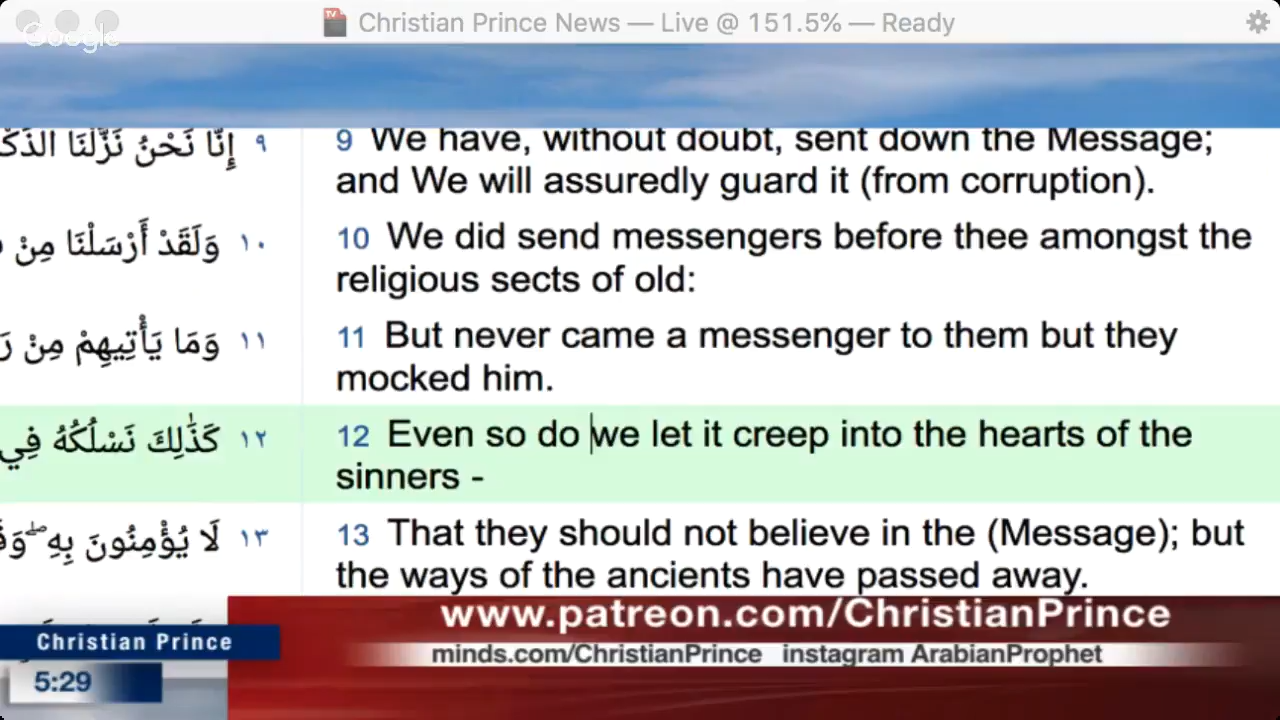 Christian Prince News — Live @ 151.5% — Ready
Google
إِنَّا نَحْنُ نَزَّلْنَا ٩
9 We have, without doubt, sent down the Message;
and We will assuredly guard it (from corruption).
وَلَقَدْ أَرْسَلْنَا مِنْ ١٠
10 We did send messengers before thee amongst the
religious sects of old:
وَمَا يَأْتِيهِمْ مِنْ ١١
11 But never came a messenger to them but they
mocked him.
كَذَٰلِكَ نَسْلُكُهُ فِي ١٢
12 Even so do we let it creep into the hearts of the
sinners -
لَا يُؤْمِنُونَ بِهِ ۖ ١٣
13 That they should not believe in the (Message); but
the ways of the ancients have passed away.
www.patreon.com/ChristianPrince
Christian Prince
minds.com/ChristianPrince instagram ArabianProphet
5:29